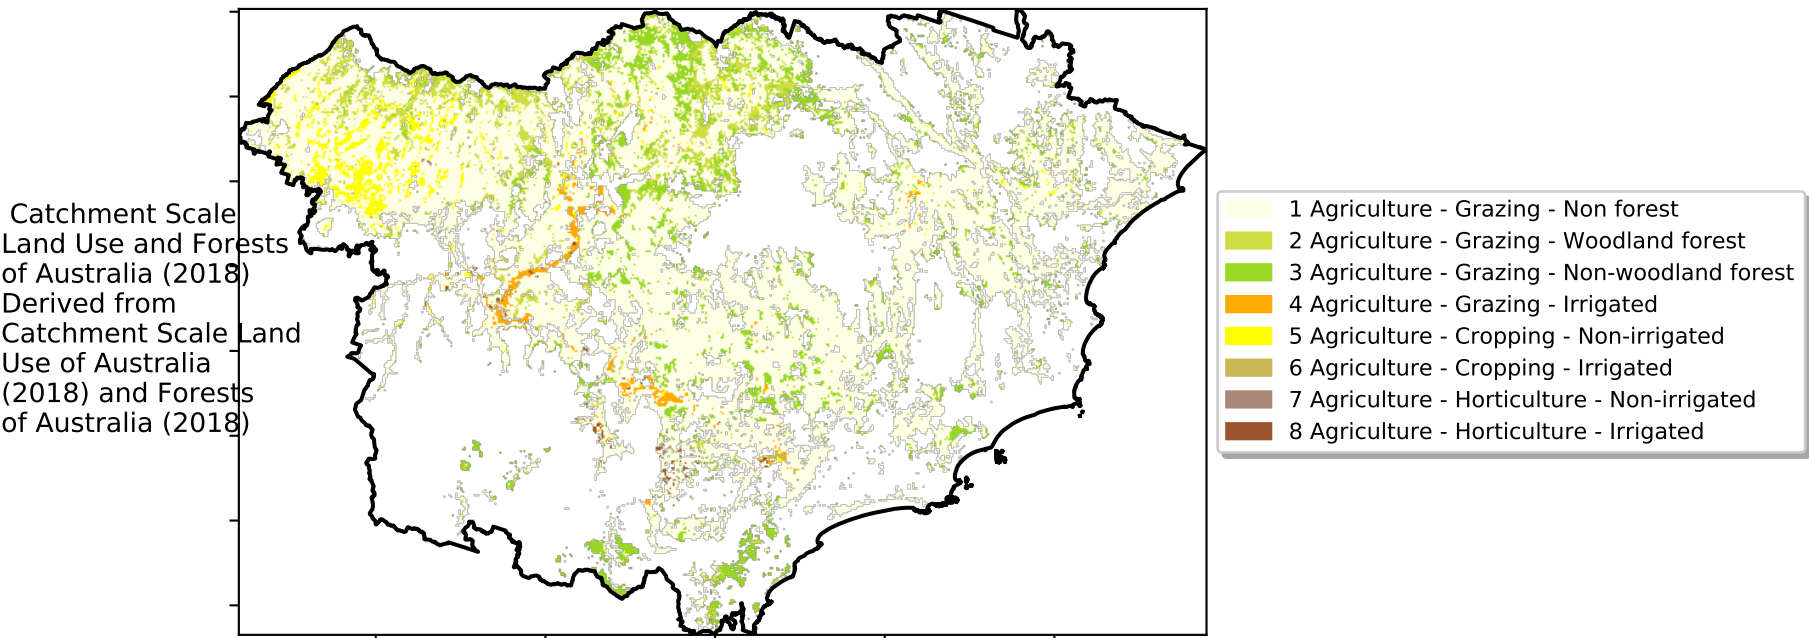 Catchment Scale
Land Use and Forests
of Australia (2018)
Derived from
Catchment Scale Land
Use of Australia
(2018) and Forests
of Australia (2018)
1 Agriculture - Grazing - Non forest
2 Agriculture - Grazing - Woodland forest
3 Agriculture - Grazing - Non-woodland forest
4 Agriculture - Grazing - Irrigated
5 Agriculture - Cropping - Non-irrigated
6 Agriculture - Cropping - Irrigated
7 Agriculture - Horticulture - Non-irrigated
8 Agriculture - Horticulture - Irrigated